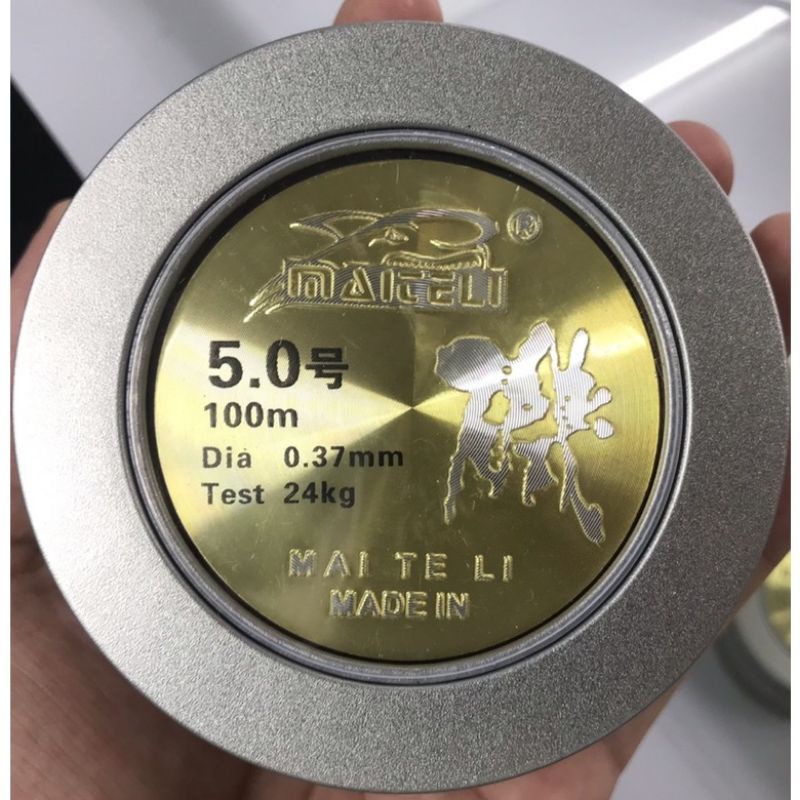 MAITELI ®
5.0号
100m
Dia 0.37mm
Test 24kg
MAI TE LI
MADE IN